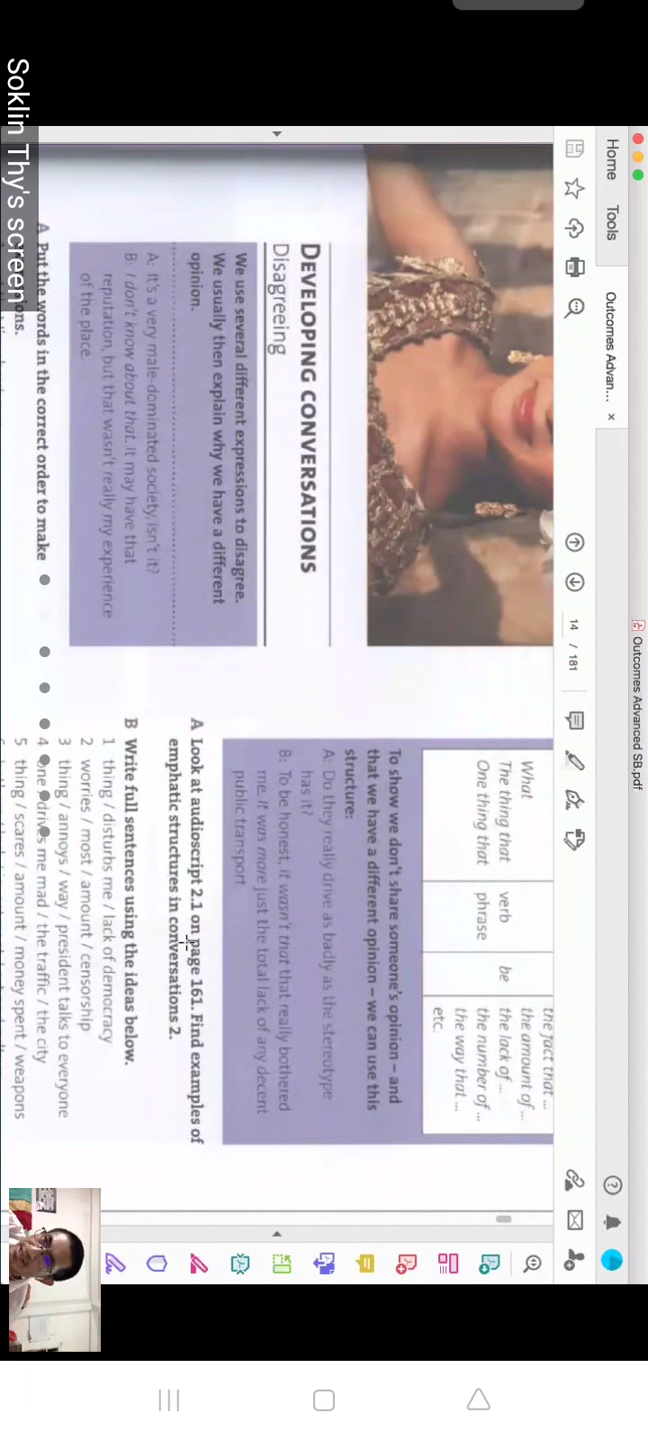 Outcomes Advanced SB.pdf
Home
Tools
Outcomes Advan...
×
14
/ 181
DEVELOPING CONVERSATIONS
Disagreeing
We use several different expressions to disagree.
We usually then explain why we have a different
opinion.
A: It's a very male-dominated society, isn't it?
B: I don't know about that. It may have that
reputation, but that wasn't really my experience
of the place.
A Put the words in the correct order to make
What
The thing that
One thing that
verb
phrase
be
the fact that ...
the amount of ...
the lack of ...
the number of ...
the way that ...
etc.
To show we don't share someone's opinion – and
that we have a different opinion – we can use this
structure:
A: Do they really drive as badly as the stereotype
has it?
B: To be honest, it wasn't that that really bothered
me. It was more just the total lack of any decent
public transport
A Look at audioscript 2.1 on page 161. Find examples of
emphatic structures in conversations 2.
B Write full sentences using the ideas below.
1 thing / disturbs me / lack of democracy
2 worries / most / amount / censorship
3 thing / annoys / way / president talks to everyone
4 one / drives me mad / the traffic / the city
5 thing / scares / amount / money spent / weapons
Soklin Thy's screen